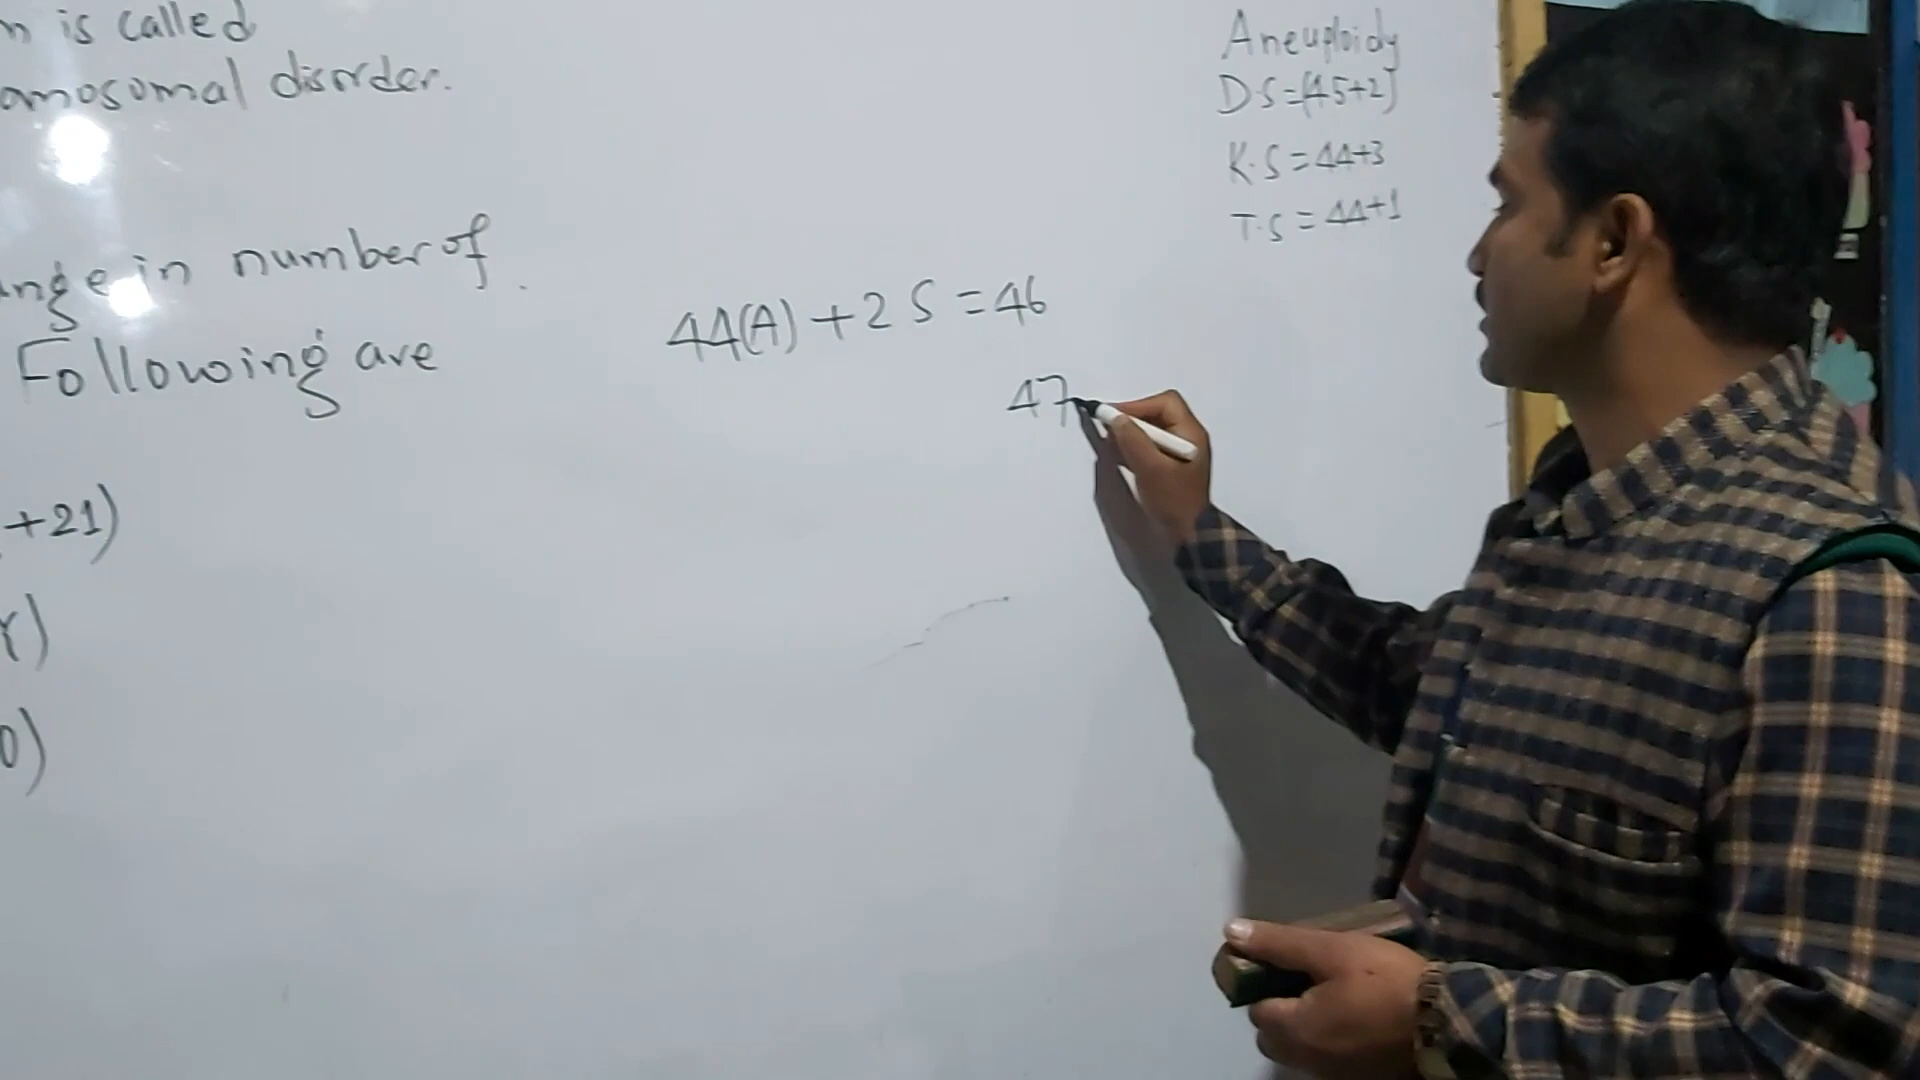 n is called
omosomal disorder.
ange in number of
Following are
+21)
Y)
0)
44(A) + 2 S = 46
47
Aneuploidy
D.S=(45+2)
K.S = 44+3
T.S = 44+1